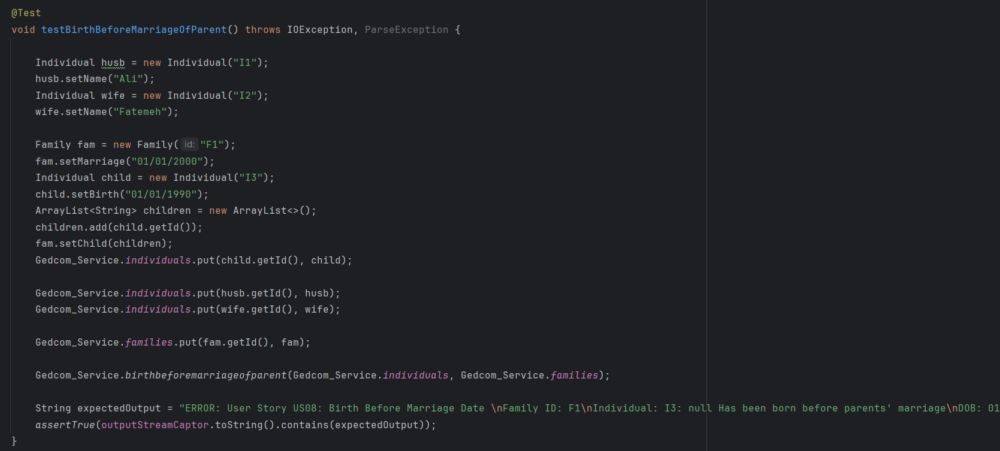 @Test
void testBirthBeforeMarriageOfParent() throws IOException, ParseException {
Individual husb = new Individual("I1");
husb.setName("Ali");
Individual wife = new Individual("I2");
wife.setName("Fatemeh");
Family fam = new Family( id: "F1");
fam.setMarriage("01/01/2000");
Individual child = new Individual("I3");
child.setBirth("01/01/1990");
ArrayList<String> children = new ArrayList<>();
children.add(child.getId());
fam.setChild(children);
Gedcom_Service.individuals.put(child.getId(), child);
Gedcom_Service.individuals.put(husb.getId(), husb);
Gedcom_Service.individuals.put(wife.getId(), wife);
Gedcom_Service.families.put(fam.getId(), fam);
Gedcom_Service.birthbeforemarriageofparent(Gedcom_Service.individuals, Gedcom_Service.families);
String expectedOutput = "ERROR: User Story US08: Birth Before Marriage Date \nFamily ID: F1\nIndividual: I3: null Has been born before parents' marriage\nDOB: 01
assertTrue(outputStreamCaptor.toString().contains(expectedOutput));
}